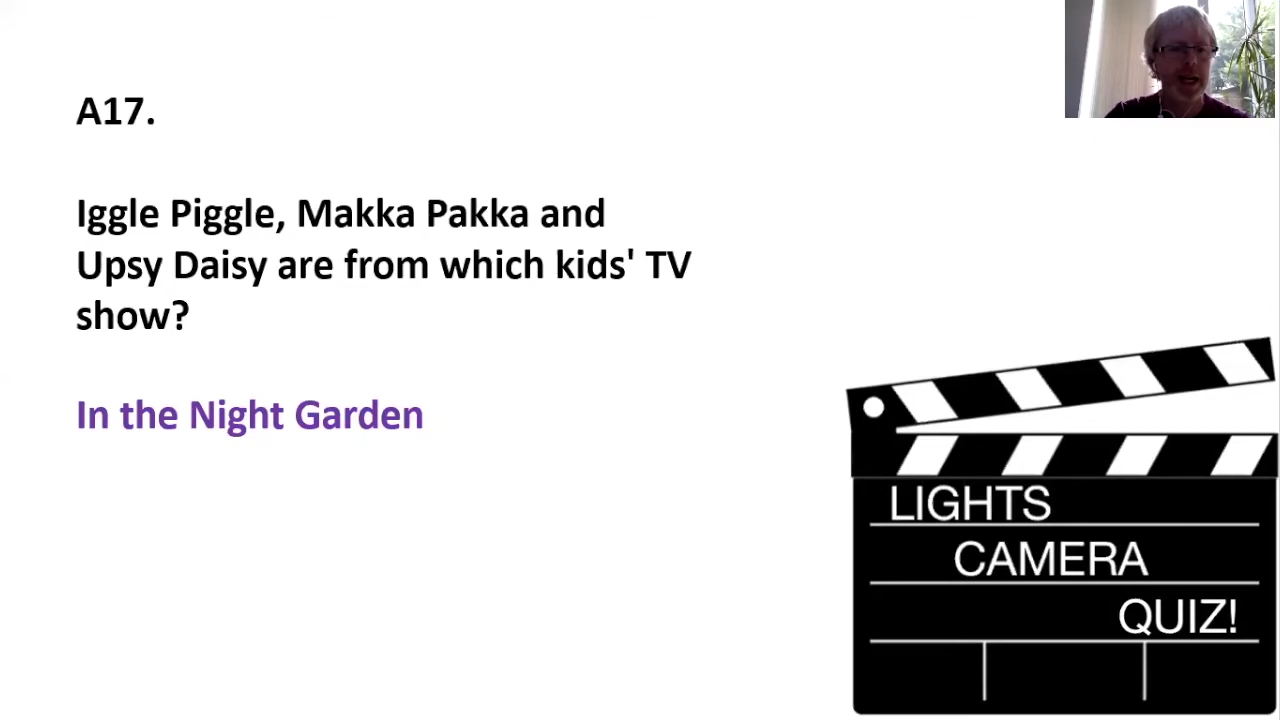 A17.
Iggle Piggle, Makka Pakka and
Upsy Daisy are from which kids' TV
show?
In the Night Garden
LIGHTS
CAMERA
QUIZ!